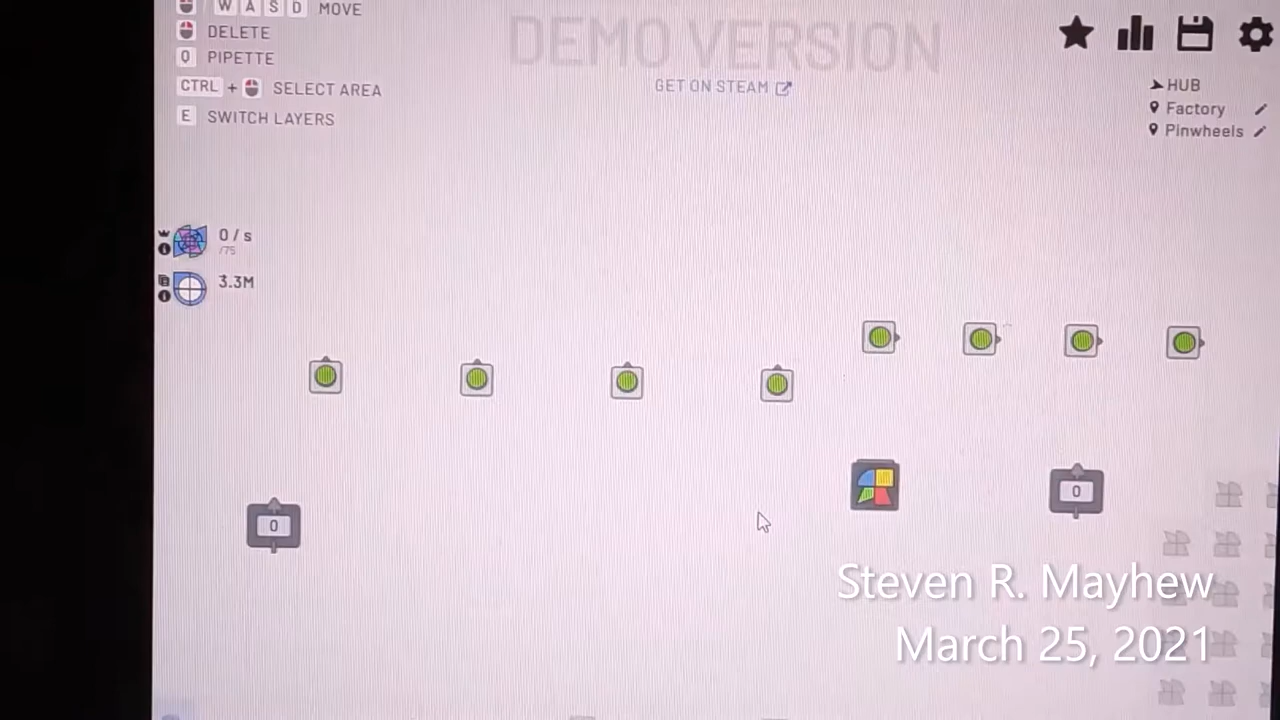 W A S D MOVE
DELETE
Q PIPETTE
CTRL + SELECT AREA
E SWITCH LAYERS
DEMO VERSION
GET ON STEAM
HUB
Factory
Pinwheels
0 / s
/75
3.3M
0
0
Steven R. Mayhew
March 25, 2021